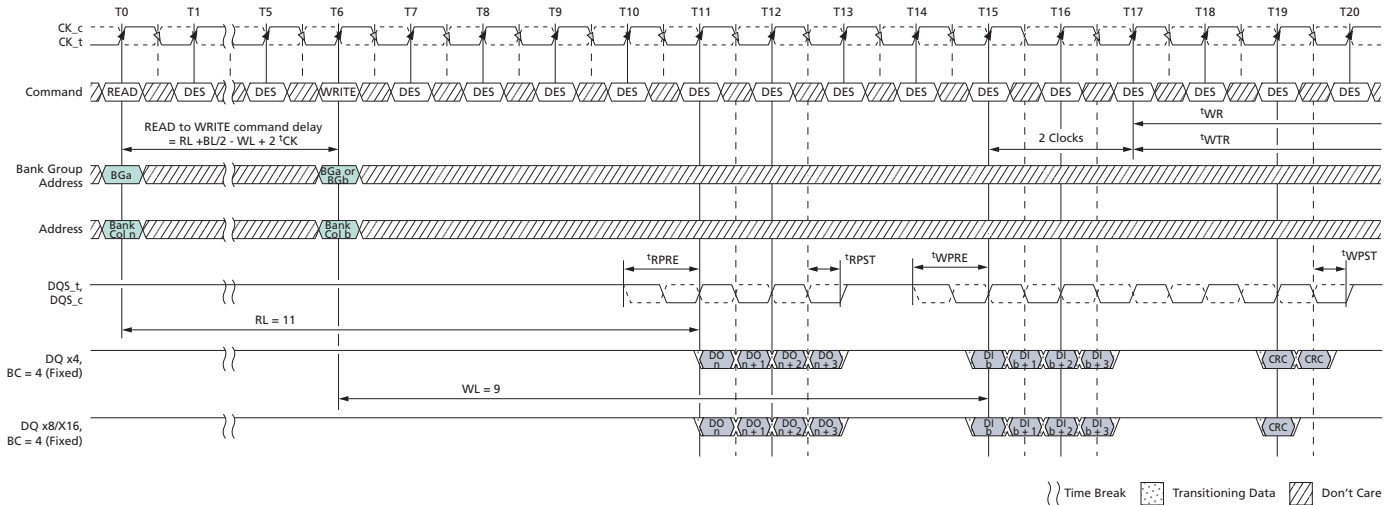 T0 T1 T5 T6 T7 T8 T9 T10 T11 T12 T13 T14 T15 T16 T17 T18 T19 T20
CK_c
CK_t
Command READ DES DES WRITE DES DES DES DES DES DES DES DES DES DES DES DES DES DES
READ to WRITE command delay
= RL +BL/2 - WL + 2 tCK
tWR
2 Clocks
tWTR
Bank Group
Address
BGa
BGa or
BGb
Address
Bank
Col n
Bank
Col b
tRPRE tRPST tWPRE tWPST
DQS_t,
DQS_c
RL = 11
DQ x4,
BC = 4 (Fixed)
DO
n
DO
n + 1
DO
n + 2
DO
n + 3
DI
b
DI
b + 1
DI
b + 2
DI
b + 3
CRC CRC
WL = 9
DQ x8/X16,
BC = 4 (Fixed)
DO
n
DO
n + 1
DO
n + 2
DO
n + 3
DI
b
DI
b + 1
DI
b + 2
DI
b + 3
CRC
Time Break Transitioning Data Don't Care